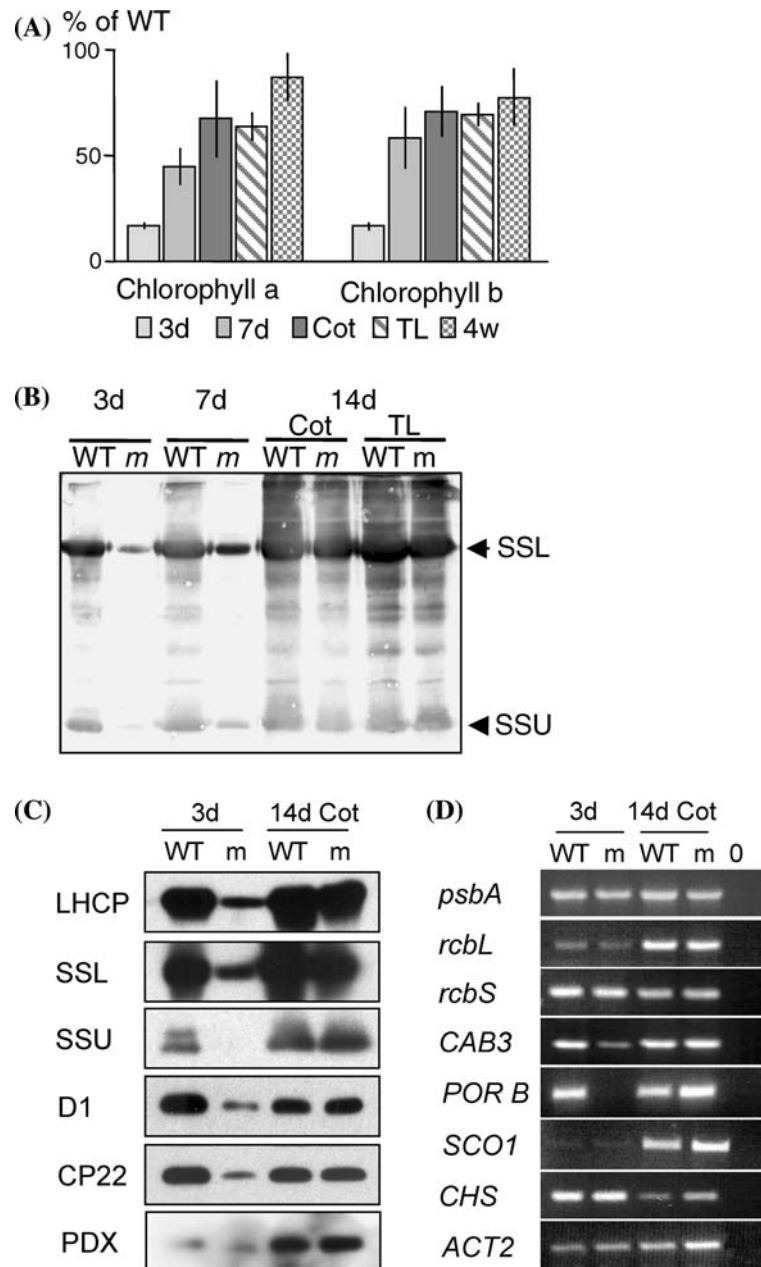 (A) % of WT
100
50
0
Chlorophyll a Chlorophyll b
3d 7d Cot TL 4w
(B) 3d 7d 14d
Cot TL
WT m WT m WT m WT m
SSL
SSU
(C) 3d 14d Cot
WT m WT m
LHCP
SSL
SSU
D1
CP22
PDX
(D) 3d 14d Cot
WT m WT m 0
psbA
rcbL
rcbS
CAB3
POR B
SCO1
CHS
ACT2